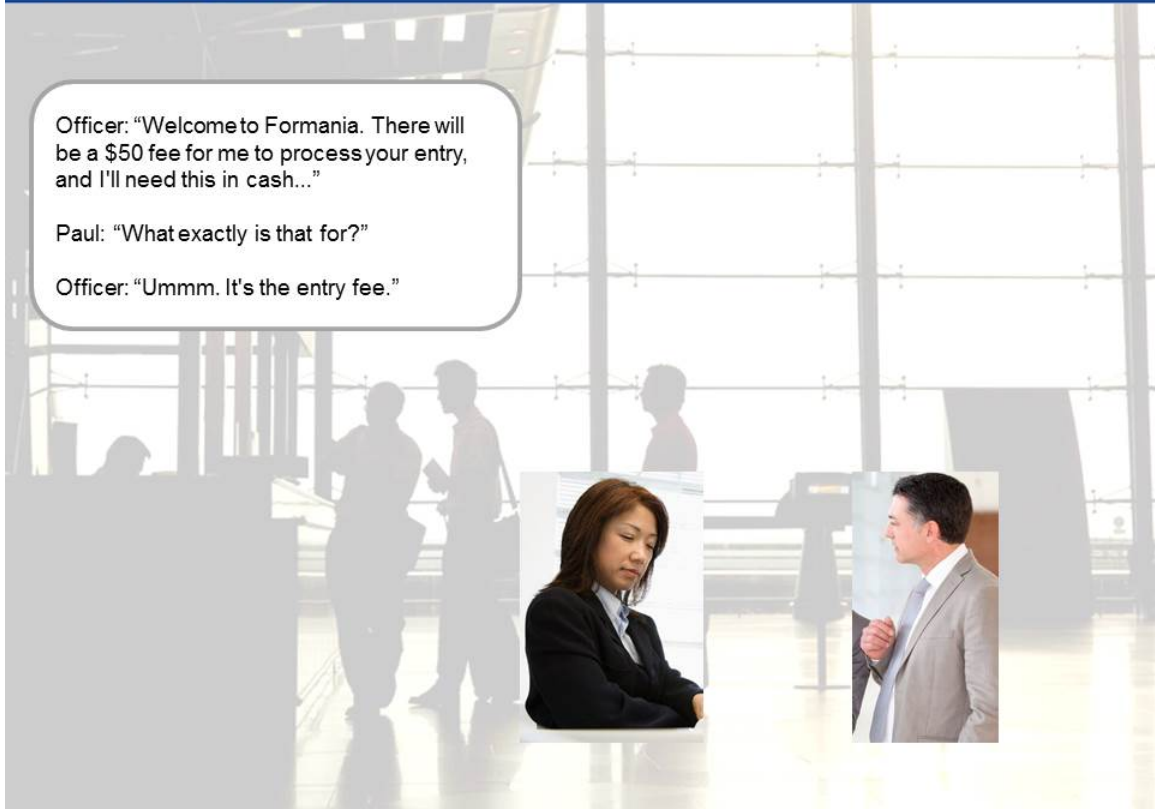 Officer: “Welcome to Formania. There will
be a $50 fee for me to process your entry,
and I'll need this in cash...”
Paul: “What exactly is that for?”
Officer: “Ummm. It's the entry fee.”